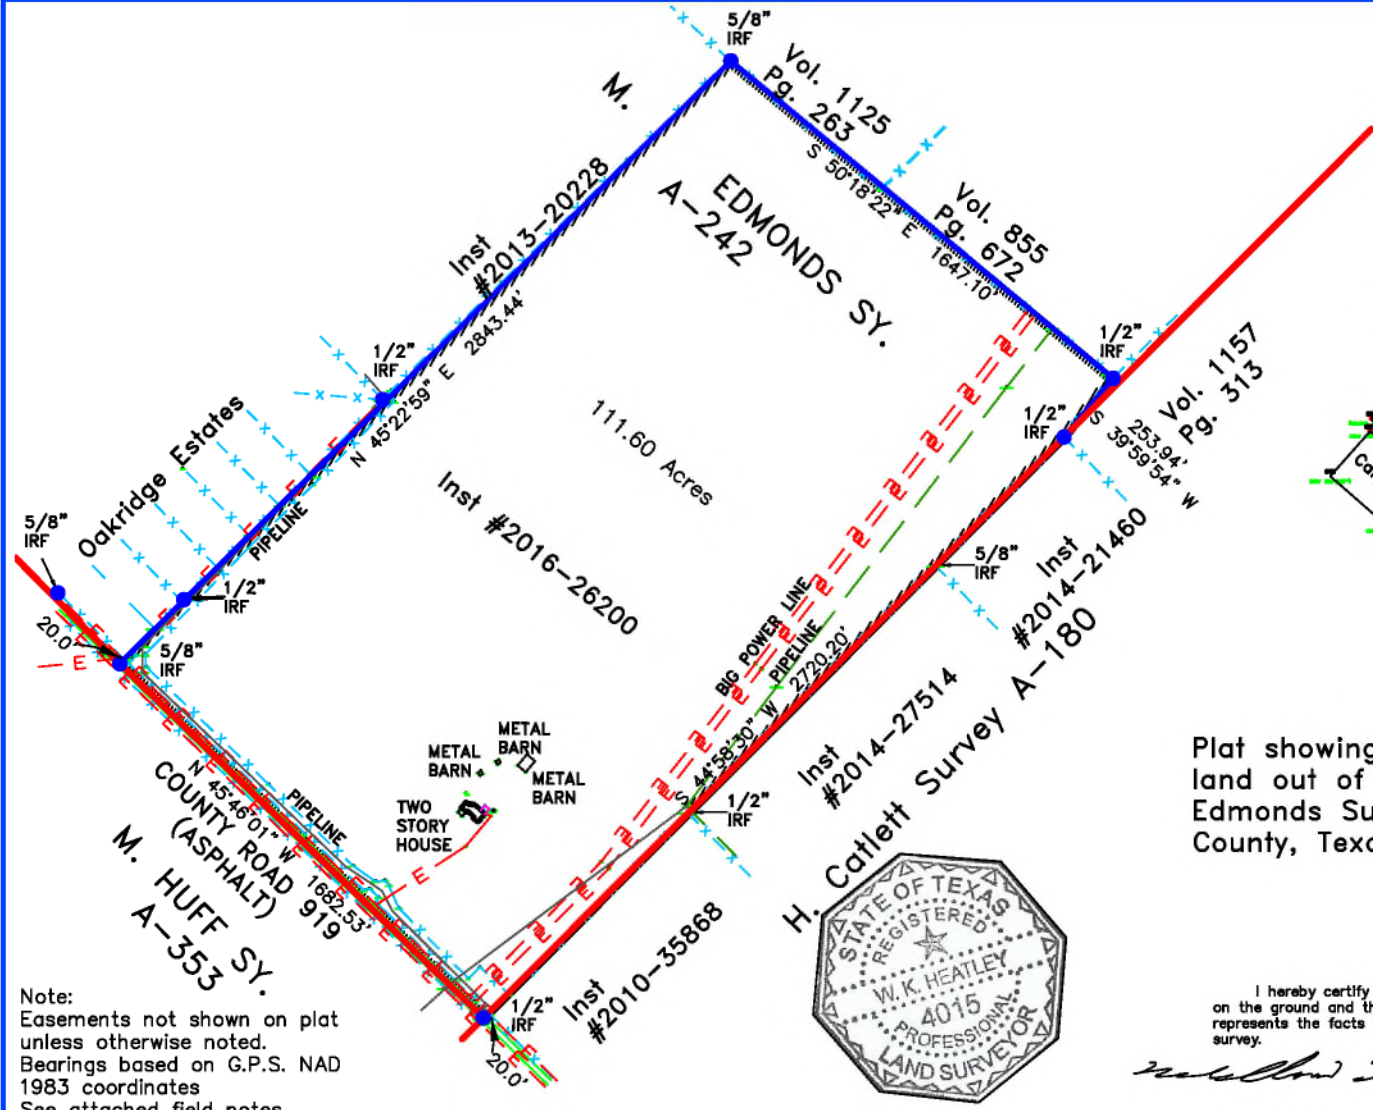 5/8"
IRF
Vol. 1125
Pg. 263
S 50°18'22" E
1647.10'
Vol. 855
Pg. 672
M.
EDMONDS SY.
A-242
Inst
#2013-20228
2843.44'
N 45°22'59" E
1/2"
IRF
1/2"
IRF
1/2"
IRF
253.94'
S 39°59'54" W
Vol. 1157
Pg. 313
111.60 Acres
Inst #2016-26200
Oakridge Estates
PIPELINE
5/8"
IRF
1/2"
IRF
20.0'
5/8"
IRF
E
BIG POWER LINE
PIPELINE
2720.20'
S 44°58'30" W
5/8"
IRF
Inst
#2014-21460
Inst
#2014-27514
H. Catlett Survey A-180
1/2"
IRF
METAL
BARN
METAL
BARN
METAL
BARN
TWO
STORY
HOUSE
E
PIPELINE
N 45°46'01" W
1682.53'
COUNTY ROAD 919
(ASPHALT)
M. HUFF SY.
A-353
1/2"
IRF
20.0'
Inst
#2010-35868
Plat showing
land out of
Edmonds Su
County, Texa
STATE OF TEXAS
REGISTERED
W.K. HEATLEY
4015
PROFESSIONAL
LAND SURVEYOR
I hereby certify
on the ground and th
represents the facts
survey.
Note:
Easements not shown on plat
unless otherwise noted.
Bearings based on G.P.S. NAD
1983 coordinates
See attached field notes